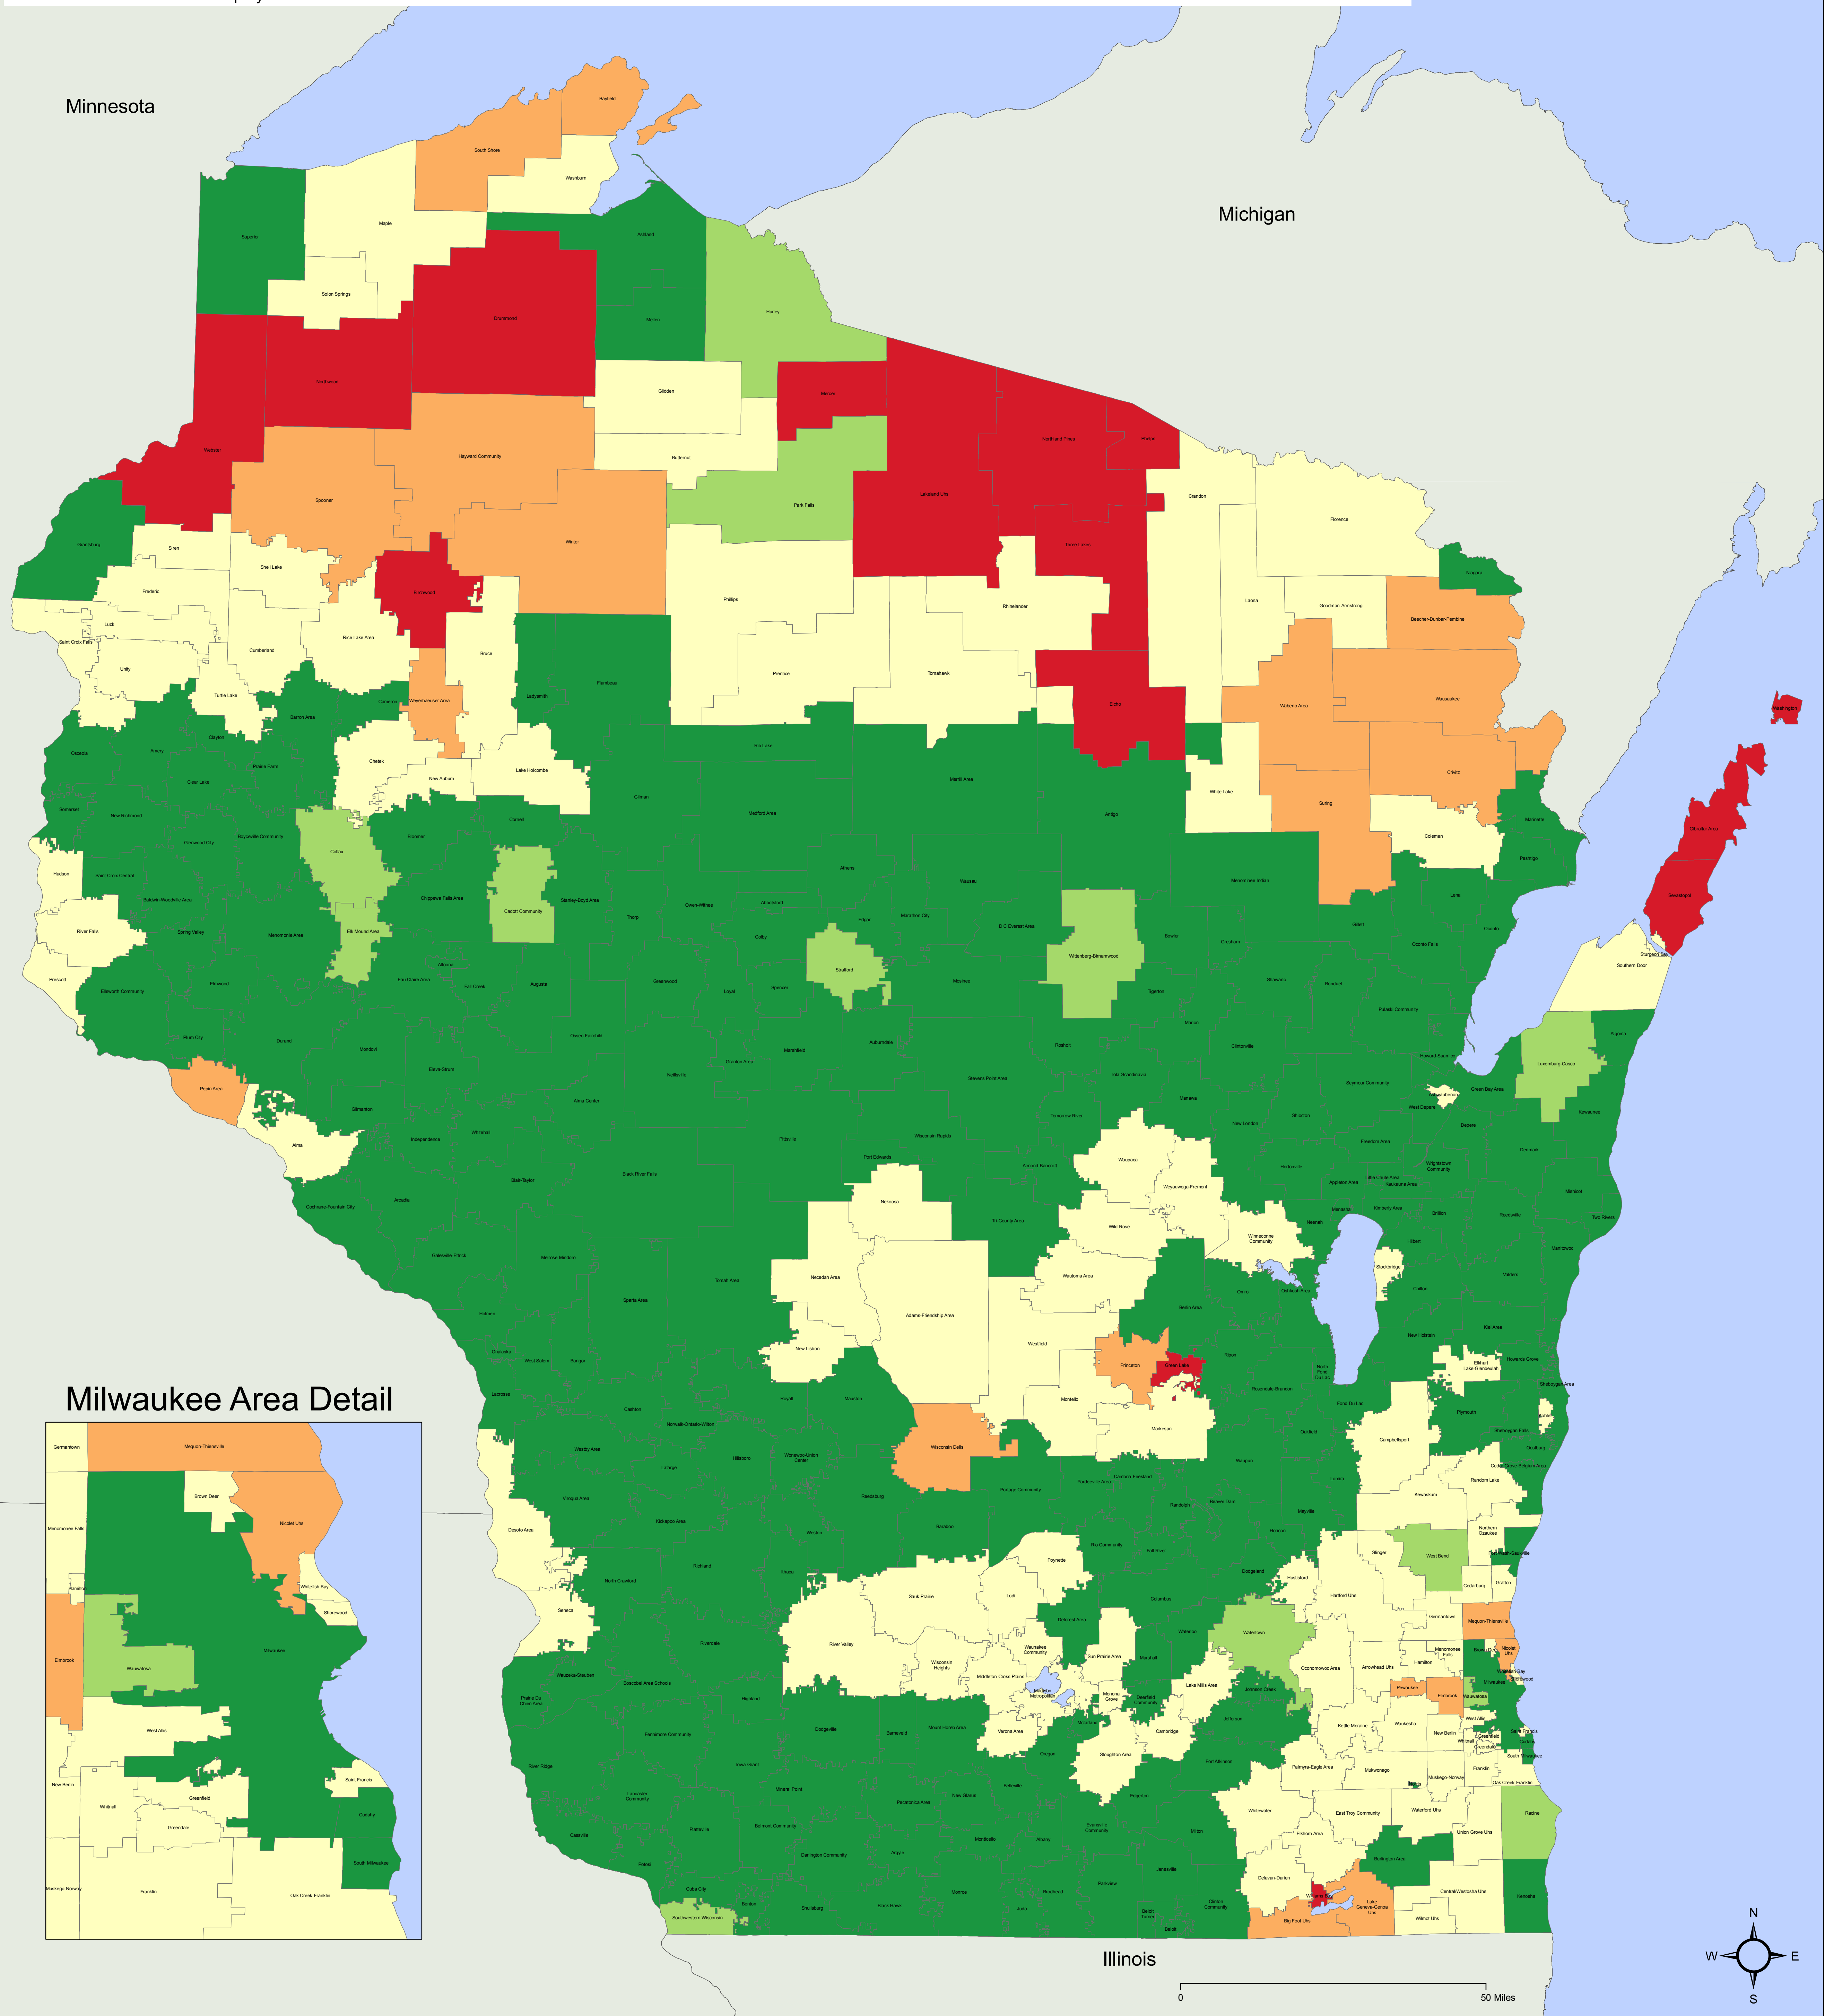 Minnesota
Michigan
Bayfield
South Shore
Washburn
Maple
Superior
Ashland
Solon Springs
Hurley
Drummond
Mellen
Northwood
Glidden
Mercer
Northland Pines
Phelps
Webster
Hayward Community
Butternut
Lakeland Uhs
Crandon
Spooner
Park Falls
Florence
Winter
Three Lakes
Grantsburg
Siren
Shell Lake
Niagara
Frederic
Birchwood
Phillips
Laona
Rhinelander
Goodman-Armstrong
Luck
Beecher-Dunbar-Pembine
Saint Croix Falls
Rice Lake Area
Cumberland
Bruce
Unity
Prentice
Tomahawk
Flambeau
Turtle Lake
Ladysmith
Wausaukee
Cameron
Weyerhaeuser Area
Elcho
Wabeno Area
Washington
Barron Area
Clayton
Osceola
Amery
Rib Lake
Chetek
Prairie Farm
Lake Holcombe
Crivitz
Clear Lake
New Auburn
Merrill Area
White Lake
Gilman
Suring
Somerset
New Richmond
Medford Area
Antigo
Cornell
Marinette
Gibraltar Area
Glenwood City
Boyceville Community
Bloomer
Coleman
Colfax
Peshtigo
Hudson
Saint Croix Central
Athens
Wausau
Menominee Indian
Lena
Sevastopol
Baldwin-Woodville Area
Chippewa Falls Area
Cadott Community
Stanley-Boyd Area
Owen-Withee
Abbotsford
Thorp
Edgar
Marathon City
D C Everest Area
Gillett
River Falls
Spring Valley
Menomonie Area
Elk Mound Area
Colby
Bowler
Gresham
Oconto Falls
Oconto
Wittenberg-Birnamwood
Sturgeon Bay
Southern Door
Altoona
Stratford
Prescott
Eau Claire Area
Fall Creek
Augusta
Greenwood
Loyal
Spencer
Mosinee
Tigerton
Shawano
Bonduel
Ellsworth Community
Elmwood
Pulaski Community
Marion
Plum City
Durand
Mondovi
Osseo-Fairchild
Marshfield
Auburndale
Rosholt
Clintonville
Algoma
Granton Area
Howard-Suamico
Luxemburg-Casco
Eleva-Strum
Neillsville
Stevens Point Area
Iola-Scandinavia
Seymour Community
Green Bay Area
Pepin Area
Ashwaubenon
Alma Center
Manawa
Gilmanton
West Depere
Kewaunee
Tomorrow River
Shiocton
New London
Depere
Whitehall
Independence
Pittsville
Wisconsin Rapids
Freedom Area
Alma
Denmark
Port Edwards
Waupaca
Almond-Bancroft
Hortonville
Wrightstown
Community
Black River Falls
Blair-Taylor
Little Chute Area
Appleton Area
Kaukauna Area
Weyauwega-Fremont
Mishicot
Arcadia
Nekoosa
Cochrane-Fountain City
Menasha
Kimberly Area
Brillion
Reedsville
Two Rivers
Tri-County Area
Neenah
Wild Rose
Winneconne
Community
Hilbert
Manitowoc
Galesville-Ettrick
Melrose-Mindoro
Stockbridge
Necedah Area
Wautoma Area
Valders
Tomah Area
Chilton
Omro
Oshkosh Area
Sparta Area
Holmen
Berlin Area
Adams-Friendship Area
Kiel Area
New Holstein
Westfield
New Lisbon
Onalaska
Ripon
West Salem
Bangor
Princeton
Green Lake
North
Fond
Du Lac
Elkhart
Lake-Glenbeulah
Howards Grove
Sheboygan Area
Rosendale-Brandon
Lacrosse
Royall
Mauston
Montello
Fond Du Lac
Milwaukee Area Detail
Cashton
Plymouth
Norwalk-Ontario-Wilton
Markesan
Oakfield
Sheboygan Falls
Campbellsport
Westby Area
Wisconsin Dells
Oostburg
Wonewoc-Union
Center
Hillsboro
Waupun
Lafarge
Cedar Grove-Belgium Area
Lomira
Random Lake
Pardeeville Area
Cambria-Friesland
Portage Community
Reedsburg
Viroqua Area
Kewaskum
Beaver Dam
Randolph
Mayville
Kickapoo Area
Northern
Ozaukee
Desoto Area
Baraboo
Weston
Horicon
Rio Community
Fall River
Slinger
West Bend
Poynette
Richland
Ithaca
Dodgeland
Hustisford
North Crawford
Cedarburg
Grafton
Sauk Prairie
Lodi
Hartford Uhs
Columbus
Seneca
Germantown
Deforest Area
Mequon-Thiensville
Waterloo
Watertown
Riverdale
River Valley
Waunakee
Community
Sun Prairie Area
Marshall
Menomonee
Falls
Nicolet
Uhs
Wisconsin
Heights
Hamilton
Arrowhead Uhs
Oconomowoc Area
Wauzeka-Steuben
Middleton-Cross Plains
Boscobel Area Schools
Lake Mills Area
Johnson Creek
Milwaukee
Pewaukee
Elmbrook
Wauwatosa
Prairie Du
Chien Area
Highland
Madison
Metropolitan
Monona
Grove
Deerfield
Community
Jefferson
West Allis
Kettle Moraine
Waukesha
Dodgeville
Barneveld
Mount Horeb Area
Verona Area
Mcfarland
Cambridge
New Berlin
Whitnall
Greenfield
Greendale
Saint Francis
Cudahy
Fennimore Community
Oregon
Stoughton Area
Fort Atkinson
South Milwaukee
River Ridge
Iowa-Grant
Palmyra-Eagle Area
Mukwonago
Muskego-Norway
Franklin
Oak Creek-Franklin
Mineral Point
Belleville
Lancaster
Community
Pecatonica Area
New Glarus
Edgerton
Whitewater
East Troy Community
Waterford Uhs
Racine
Belmont Community
Platteville
Evansville
Community
Milton
Cassville
Monticello
Albany
Elkhorn Area
Union Grove Uhs
Darlington Community
Argyle
Potosi
Janesville
Burlington Area
Delavan-Darien
Parkview
Cuba City
Monroe
Brodhead
Central/Westosha Uhs
Kenosha
Benton
Shullsburg
Black Hawk
Juda
Clinton
Community
Lake
Geneva-Genoa
Uhs
Southwestern Wisconsin
Beloit
Turner
Big Foot Uhs
Wilmot Uhs
Beloit
Germantown
Mequon-Thiensville
Brown Deer
Nicolet Uhs
Menomonee Falls
Hamilton
Whitefish Bay
Shorewood
Elmbrook
Milwaukee
Wauwatosa
West Allis
Saint Francis
New Berlin
Greenfield
Whitnall
Cudahy
Greendale
South Milwaukee
Muskego-Norway
Franklin
Oak Creek-Franklin
Illinois
N
W
E
S
0
50 Miles